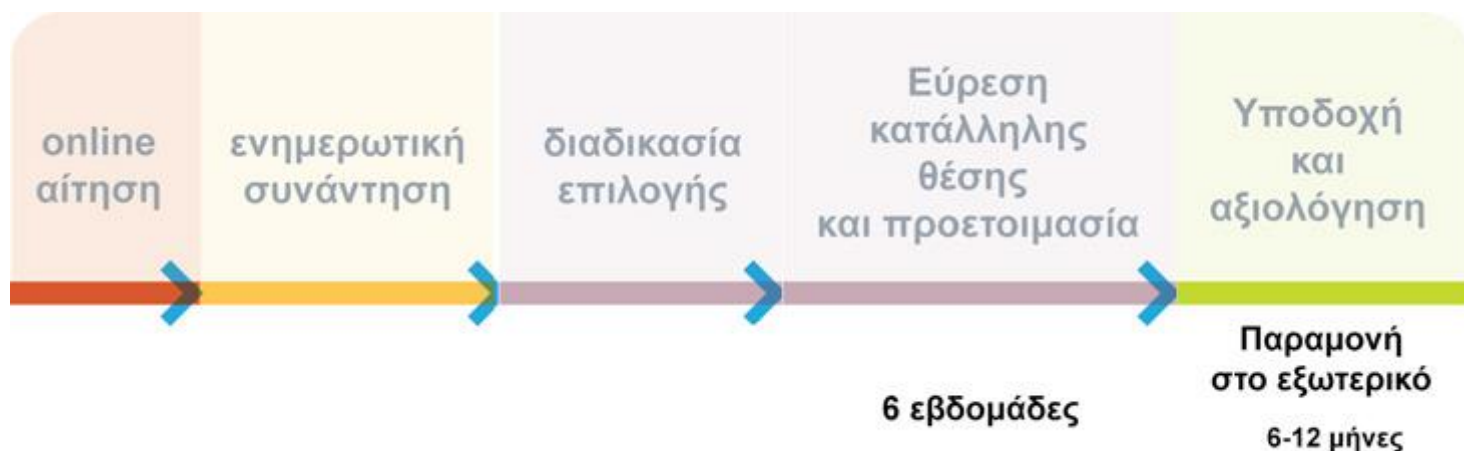 online
αίτηση
ενημερωτική
συνάντηση
διαδικασία
επιλογής
Εύρεση
κατάλληλης
θέσης
και προετοιμασία
Υποδοχή
και
αξιολόγηση
6 εβδομάδες
Παραμονή
στο εξωτερικό
6-12 μήνες